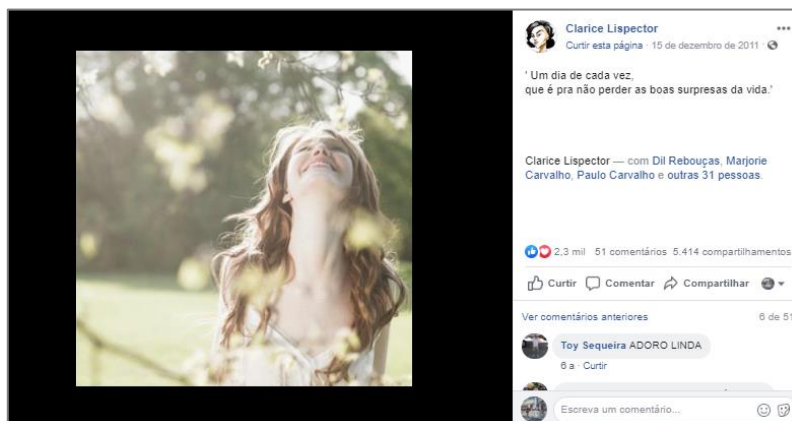 Clarice Lispector
...
Curtir esta página · 15 de dezembro de 2011 ·
' Um dia de cada vez,
que é pra não perder as boas surpresas da vida.'
Clarice Lispector — com Dil Rebouças, Marjorie
Carvalho, Paulo Carvalho e outras 31 pessoas.
2,3 mil 51 comentários 5.414 compartilhamentos
Curtir Comentar Compartilhar
Ver comentários anteriores 6 de 51
Toy Sequeira ADORO LINDA
6 a · Curtir
Escreva um comentário...